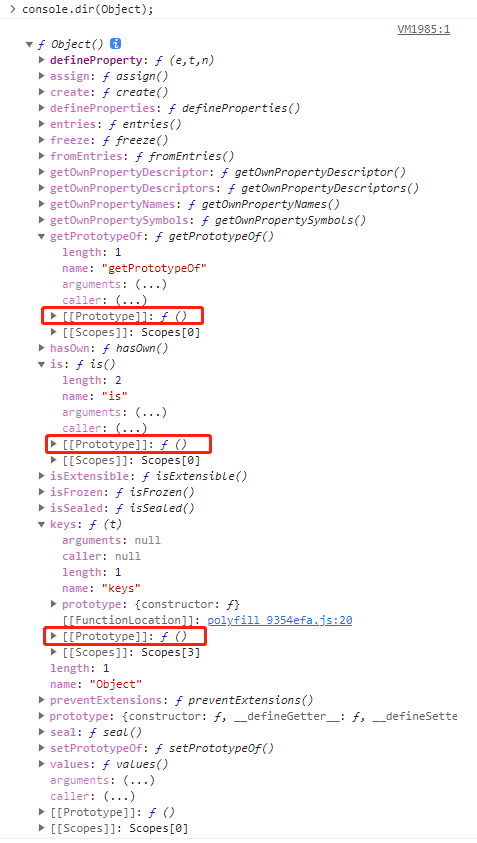 > console.dir(Object);
VM1985:1
▼ ƒ Object() i
▶ defineProperty: ƒ (e,t,n)
▶ assign: ƒ assign()
▶ create: ƒ create()
▶ defineProperties: ƒ defineProperties()
▶ entries: ƒ entries()
▶ freeze: ƒ freeze()
▶ fromEntries: ƒ fromEntries()
▶ getOwnPropertyDescriptor: ƒ getOwnPropertyDescriptor()
▶ getOwnPropertyDescriptors: ƒ getOwnPropertyDescriptors()
▶ getOwnPropertyNames: ƒ getOwnPropertyNames()
▶ getOwnPropertySymbols: ƒ getOwnPropertySymbols()
▼ getPrototypeOf: ƒ getPrototypeOf()
length: 1
name: "getPrototypeOf"
arguments: (...)
caller: (...)
▶ [[Prototype]]: ƒ ()
▶ [[Scopes]]: Scopes[0]
▶ hasOwn: ƒ hasOwn()
▼ is: ƒ is()
length: 2
name: "is"
arguments: (...)
caller: (...)
▶ [[Prototype]]: ƒ ()
▶ [[Scopes]]: Scopes[0]
▶ isExtensible: ƒ isExtensible()
▶ isFrozen: ƒ isFrozen()
▶ isSealed: ƒ isSealed()
▼ keys: ƒ (t)
arguments: null
caller: null
length: 1
name: "keys"
▶ prototype: {constructor: ƒ}
[[FunctionLocation]]: polyfill_9354efa.js:20
▶ [[Prototype]]: ƒ ()
▶ [[Scopes]]: Scopes[3]
length: 1
name: "Object"
▶ preventExtensions: ƒ preventExtensions()
▶ prototype: {constructor: ƒ, __defineGetter__: ƒ, __defineSette
▶ seal: ƒ seal()
▶ setPrototypeOf: ƒ setPrototypeOf()
▶ values: ƒ values()
arguments: (...)
caller: (...)
▶ [[Prototype]]: ƒ ()
▶ [[Scopes]]: Scopes[0]